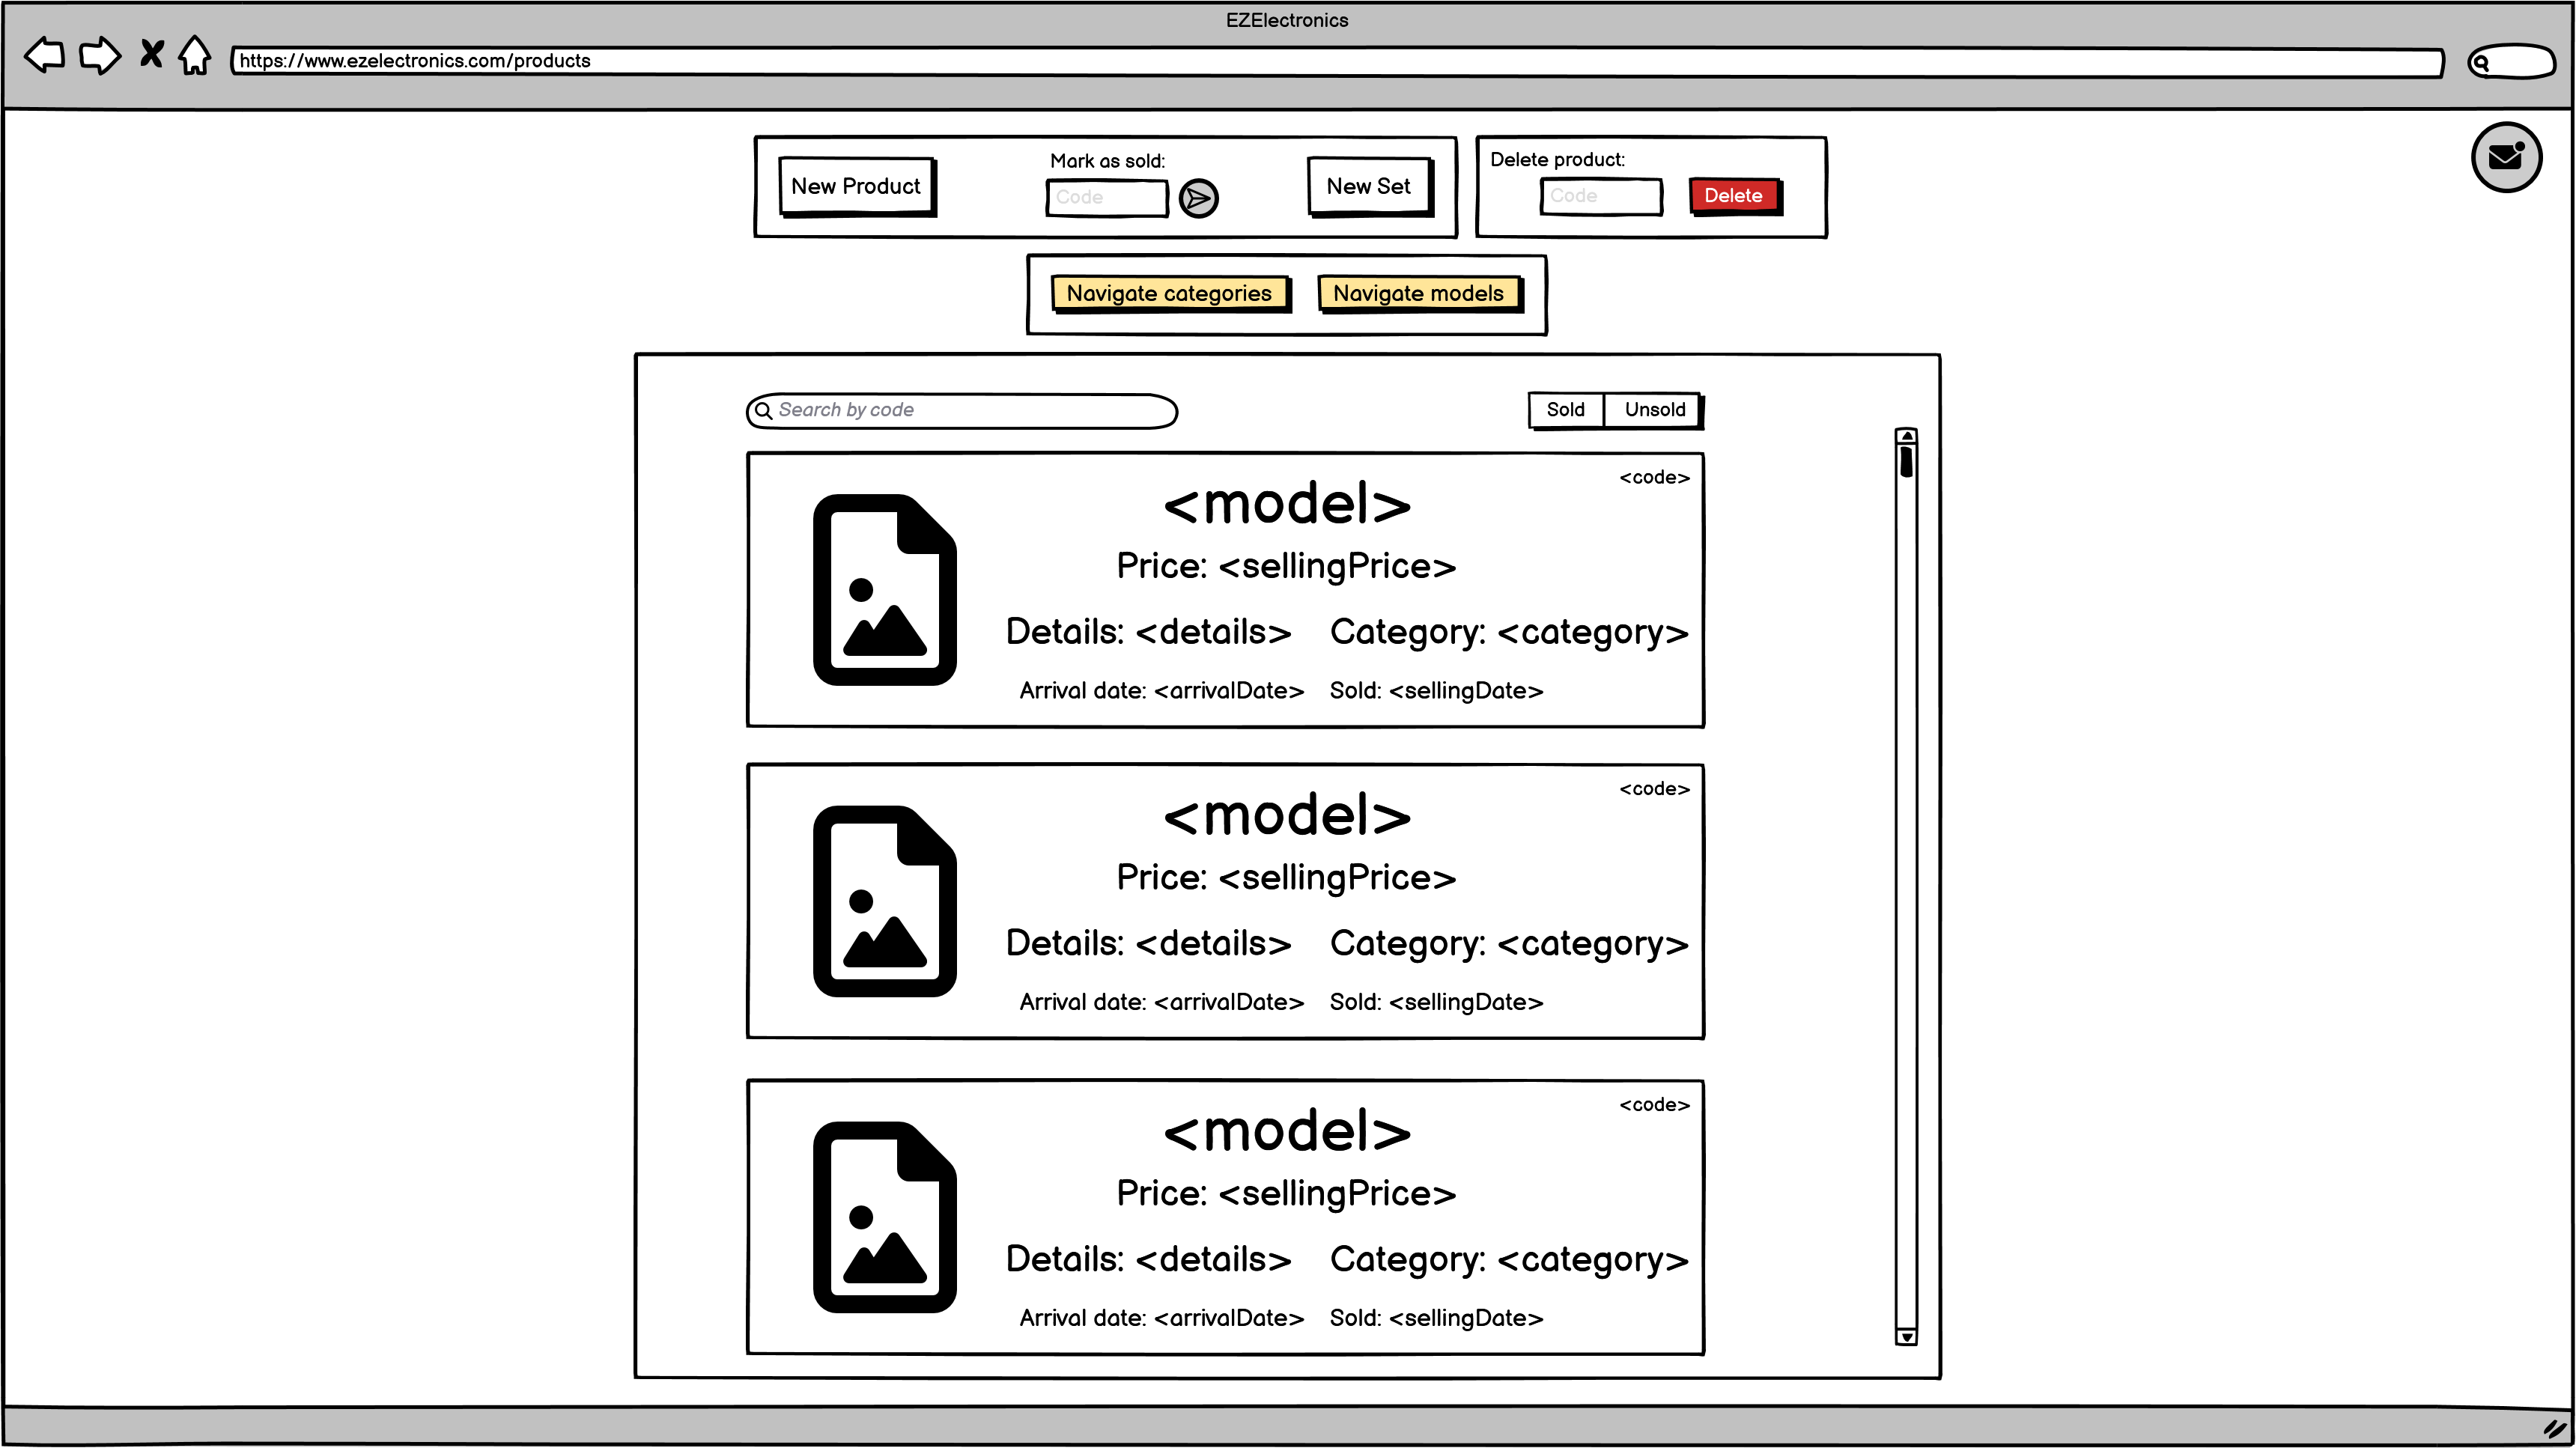 EZElectronics
https://www.ezelectronics.com/products
New Product
Mark as sold:
Code
New Set
Delete product:
Code
Delete
Navigate categories
Navigate models
Search by code
Sold
Unsold
<code>
<model>
Price: <sellingPrice>
Details: <details>
Category: <category>
Arrival date: <arrivalDate>
Sold: <sellingDate>
<code>
<model>
Price: <sellingPrice>
Details: <details>
Category: <category>
Arrival date: <arrivalDate>
Sold: <sellingDate>
<code>
<model>
Price: <sellingPrice>
Details: <details>
Category: <category>
Arrival date: <arrivalDate>
Sold: <sellingDate>